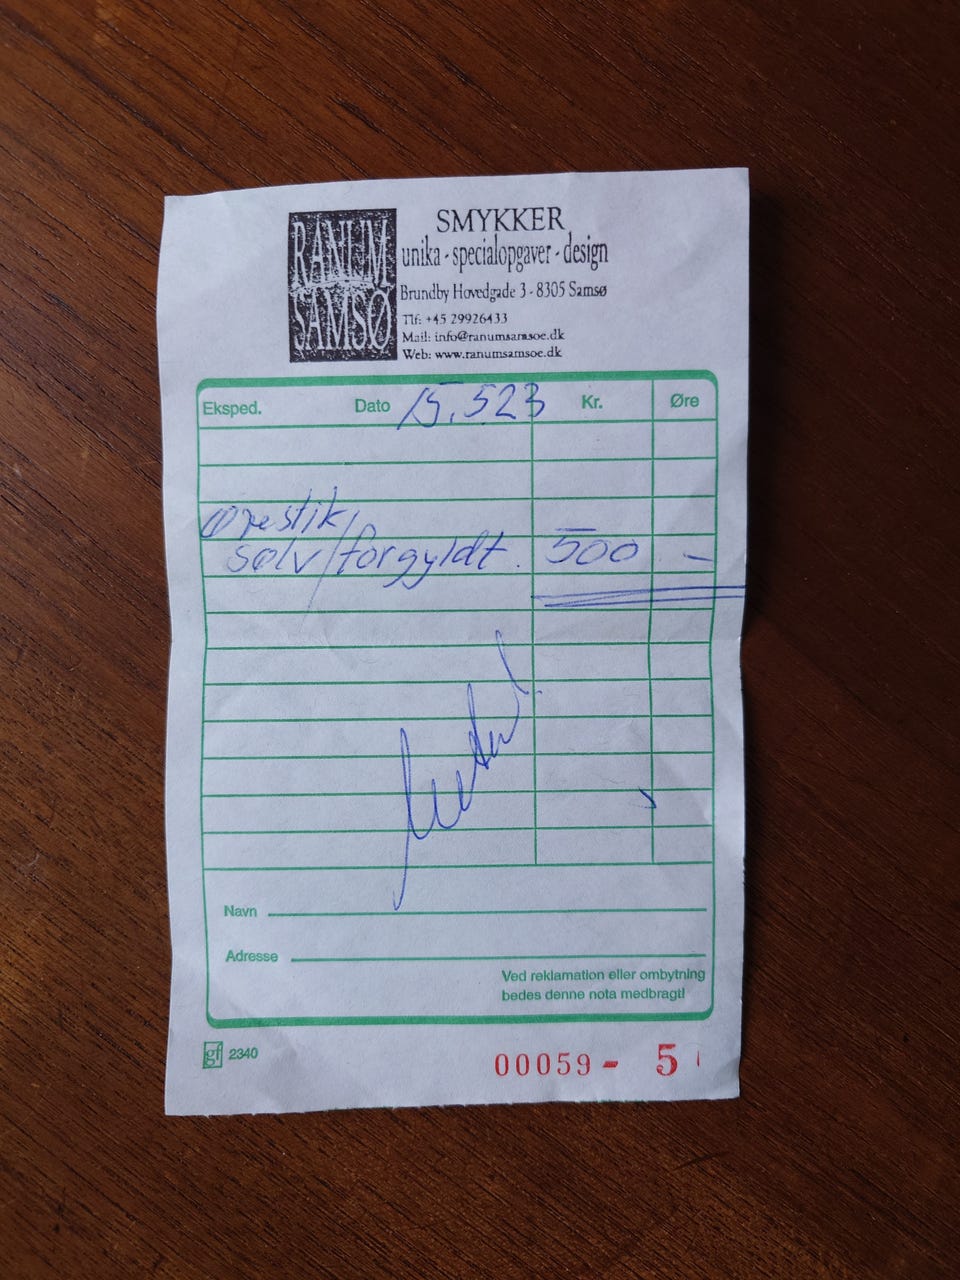 RANUM
SAMSØ
SMYKKER
unika - specialopgaver - design
Brundby Hovedgade 3 - 8305 Samsø
Tlf: +45 29926433
Mail: info@ranumsamsoe.dk
Web: www.ranumsamsoe.dk
Eksped. Dato 15.523 Kr. Øre
Ørestik
sølv/forgyldt. 500 -
Navn
Adresse
Ved reklamation eller ombytning
bedes denne nota medbragt!
gf 2340 00059 - 5